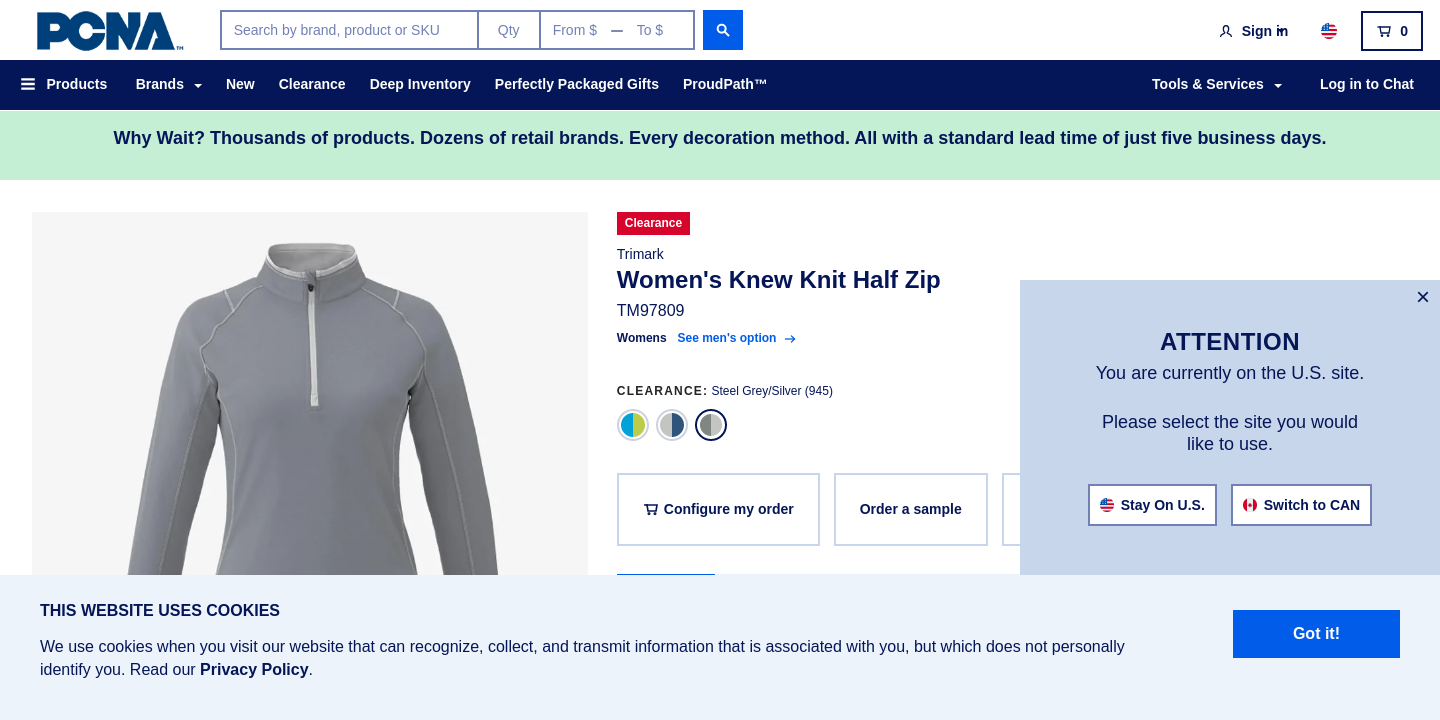 PCNA™
Search by brand, product or SKU
Qty
From $ — To $
Sign in
0
Products
Brands
New
Clearance
Deep Inventory
Perfectly Packaged Gifts
ProudPath™
Tools & Services
Log in to Chat
Why Wait? Thousands of products. Dozens of retail brands. Every decoration method. All with a standard lead time of just five business days.
Clearance
Trimark
Women's Knew Knit Half Zip
TM97809
Womens See men's option
CLEARANCE: Steel Grey/Silver (945)
Configure my order
Order a sample
×
ATTENTION
You are currently on the U.S. site.
Please select the site you would
like to use.
Stay On U.S.
Switch to CAN
THIS WEBSITE USES COOKIES
We use cookies when you visit our website that can recognize, collect, and transmit information that is associated with you, but which does not personally
identify you. Read our Privacy Policy.
Got it!